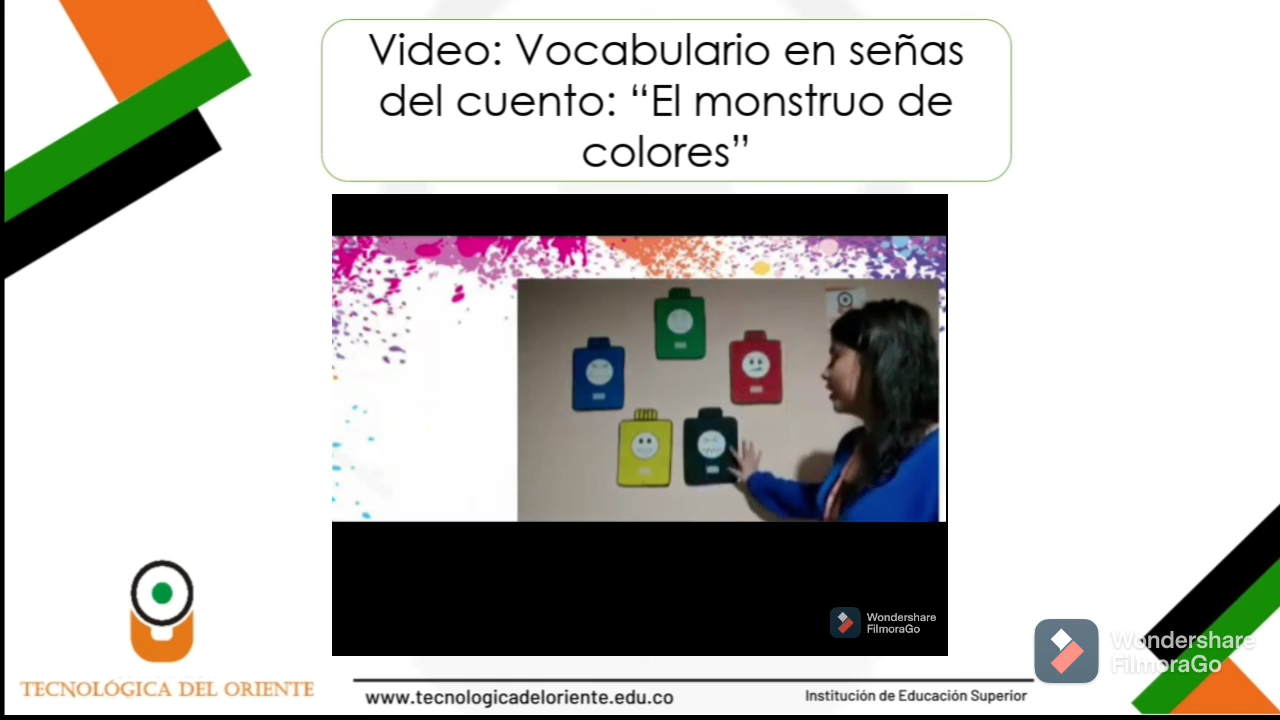 Video: Vocabulario en señas
del cuento: “El monstruo de
colores”
Wondershare
FilmoraGo
Wondershare
FilmoraGo
TECNOLÓGICA DEL ORIENTE
www.tecnologicadeloriente.edu.co
Institución de Educación Superior